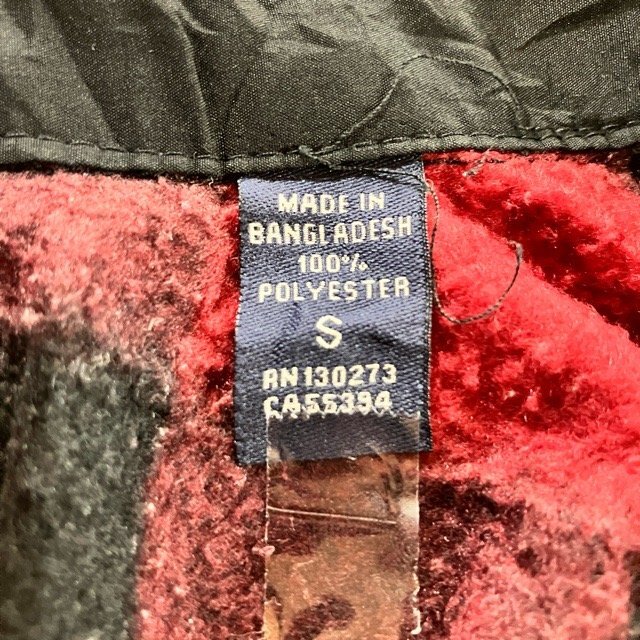 MADE IN
BANGLADESH
100%
POLYESTER
S
RN130273
CA55394